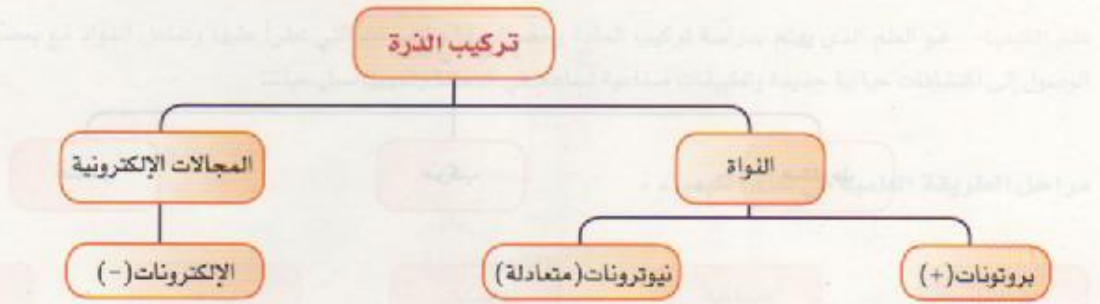 تركيب الذرة
النواة
المجالات الإلكترونية
بروتونات(+)
نيوترونات(متعادلة)
الإلكترونات(-)